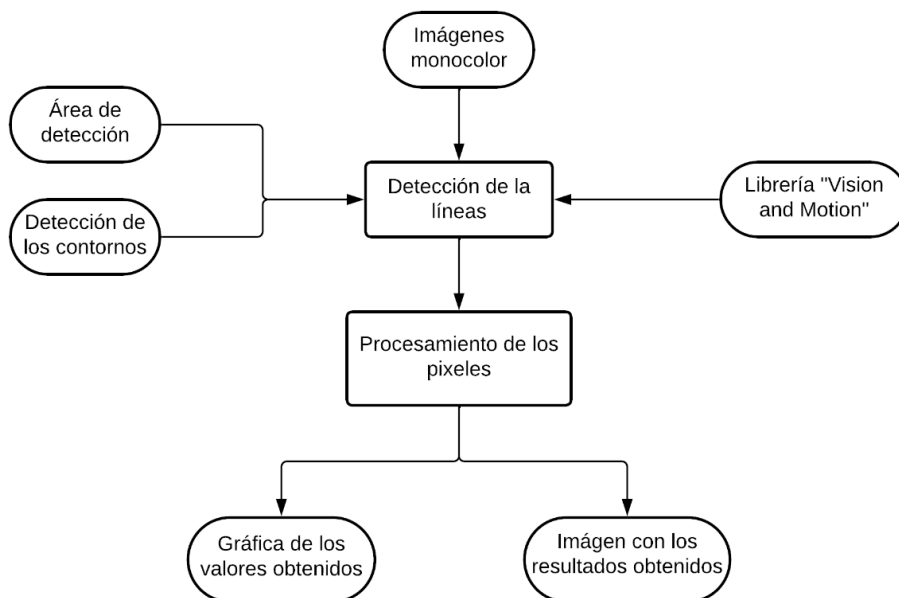 Imágenes
monocolor
Área de
detección
Detección de la
líneas
Librería "Vision
and Motion"
Detección de
los contornos
Procesamiento de los
pixeles
Gráfica de los
valores obtenidos
Imágen con los
resultados obtenidos